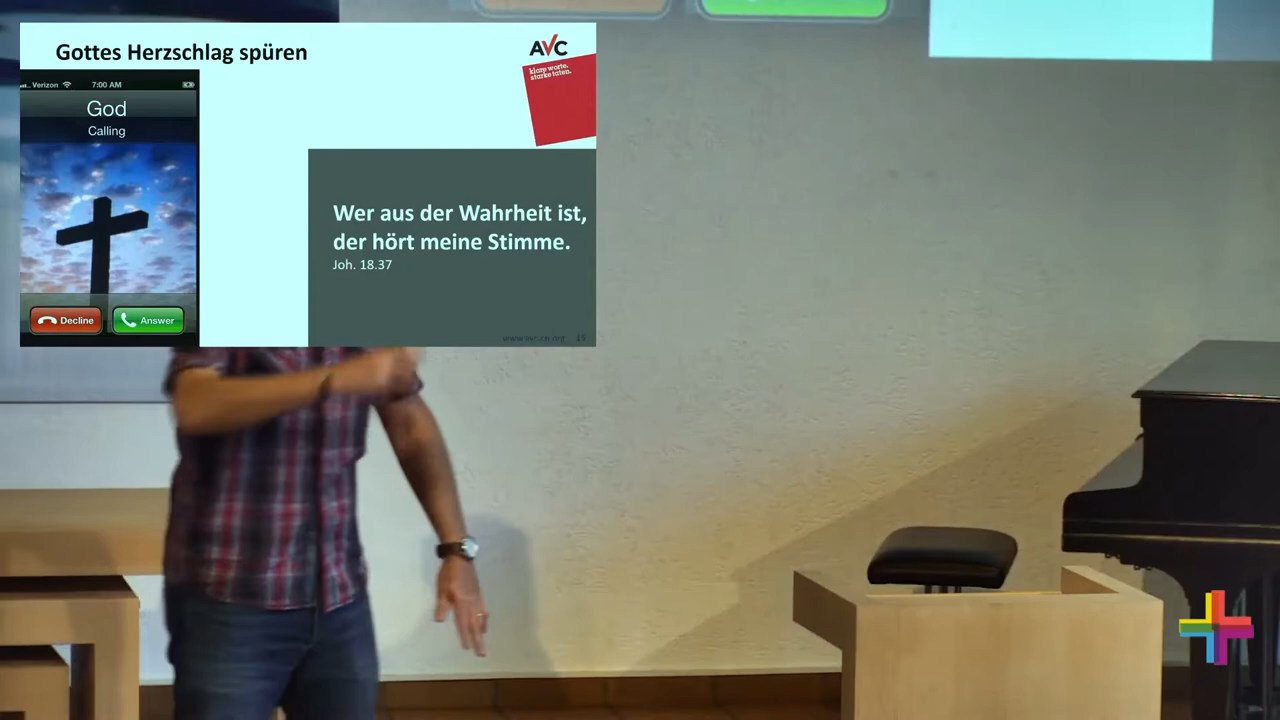 Gottes Herzschlag spüren
AVC
klare worte.
starke taten.
Verizon 7:00 AM
God
Calling
Wer aus der Wahrheit ist,
der hört meine Stimme.
Joh. 18.37
Decline Answer